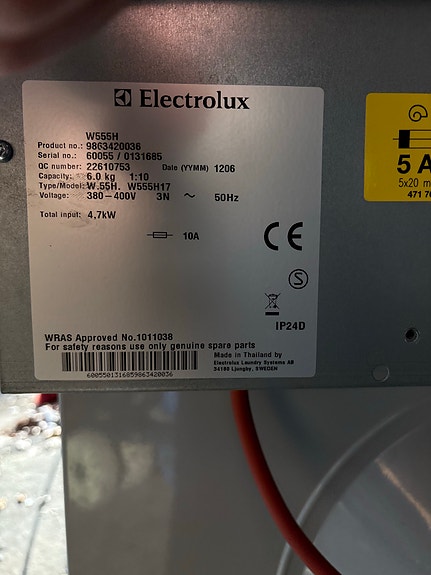 Electrolux
W555H
Product no.: 9863420036
Serial no.: 60055 / 0131685
QC number: 22610753 Date (YYMM) 1206
Capacity: 6.0 kg 1:10
Type/Model: W.55H. W555H17
Voltage: 380-400V 3N ~ 50Hz
Total input: 4,7kW
10A
CE
S
IP24D
WRAS Approved No.1011038
For safety reasons use only genuine spare parts
Made in Thailand by
Electrolux Laundry Systems AB
34180 Ljungby, SWEDEN
6005501316859863420036
5 A
5x20 m
471 76